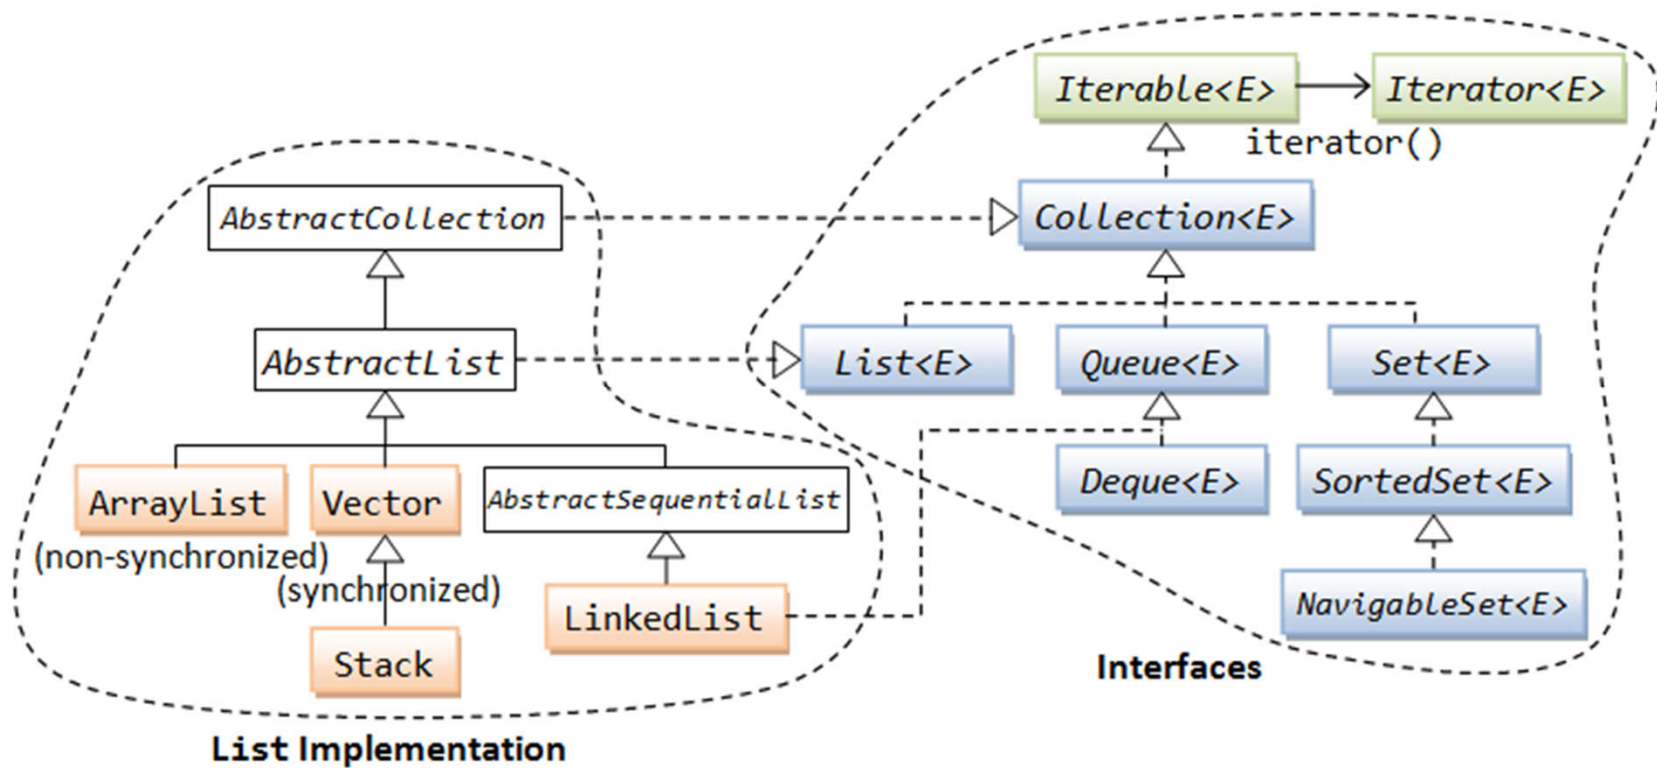 Iterable<E>
Iterator<E>
iterator()
AbstractCollection
Collection<E>
AbstractList
List<E>
Queue<E>
Set<E>
ArrayList
Vector
AbstractSequentialList
Deque<E>
SortedSet<E>
(non-synchronized)
(synchronized)
LinkedList
NavigableSet<E>
Stack
Interfaces
List Implementation